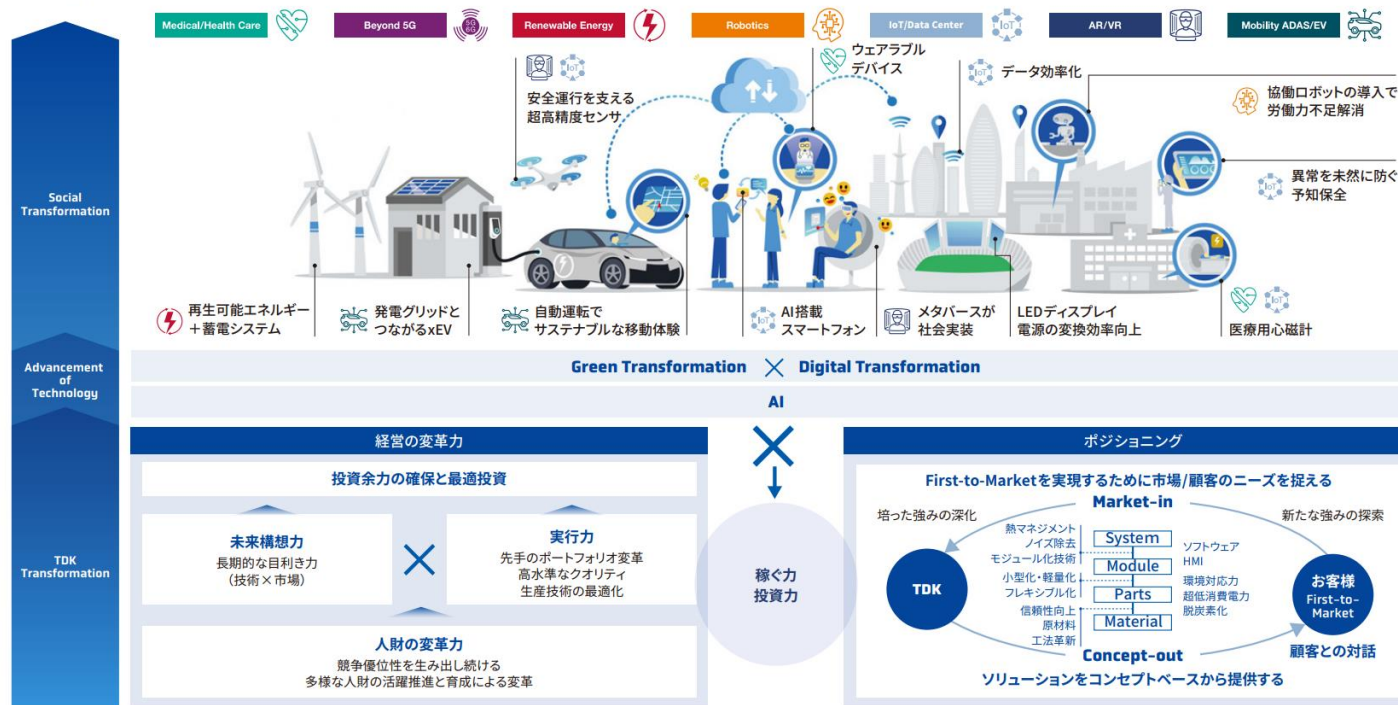 Medical/Health Care
Beyond 5G
5G
6G
Renewable Energy
Robotics
IoT/Data Center
IoT
AR/VR
Mobility ADAS/EV
Social
Transformation
IoT
安全運行を支える
超高精度センサ
ウェアラブル
デバイス
IoT
データ効率化
協働ロボットの導入で
労働力不足解消
IoT
異常を未然に防ぐ
予知保全
再生可能エネルギー
＋蓄電システム
発電グリッドと
つながるxEV
自動運転で
サステナブルな移動体験
IoT
AI搭載
スマートフォン
メタバースが
社会実装
LEDディスプレイ
電源の変換効率向上
IoT
医療用心磁計
Advancement
of
Technology
Green Transformation × Digital Transformation
AI
TDK
Transformation
経営の変革力
投資余力の確保と最適投資
未来構想力
長期的な目利き力
（技術×市場）
×
実行力
先手のポートフォリオ変革
高水準なクオリティ
生産技術の最適化
人財の変革力
競争優位性を生み出し続ける
多様な人財の活躍推進と育成による変革
×
稼ぐ力
投資力
ポジショニング
First-to-Marketを実現するために市場/顧客のニーズを捉える
Market-in
培った強みの深化
新たな強みの探索
TDK
熱マネジメント
ノイズ除去
モジュール化技術
小型化・軽量化
フレキシブル化
信頼性向上
原材料
工法革新
System
Module
Parts
Material
ソフトウェア
HMI
環境対応力
超低消費電力
脱炭素化
お客様
First-to-
Market
Concept-out
顧客との対話
ソリューションをコンセプトベースから提供する